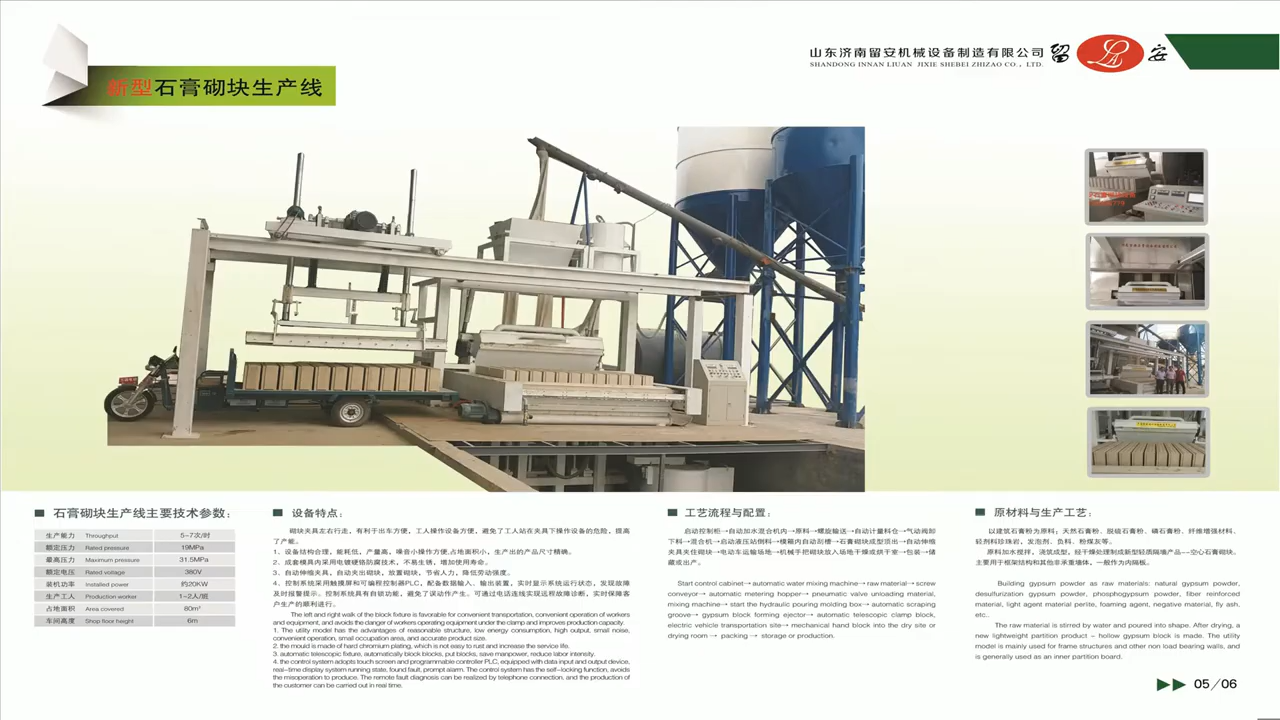 山东济南留安机械设备制造有限公司 留 LA 安
SHANDONG INNAN LIUAN JIXIE SHEBEI ZHIZAO CO., LTD.
新型石膏砌块生产线
石膏砌块生产线主要技术参数:
生产能力 Throughput 5-7次/时
额定压力 Rated pressure 19MPa
最高压力 Maximum pressure 31.5MPa
额定电压 Rated voltage 380V
装机功率 Installed power 约20KW
生产工人 Production worker 1-2人/班
占地面积 Area covered 80m²
车间高度 Shop floor height 6m
设备特点:
砌块夹具左右行走，有利于出车方便，工人操作设备方便，避免了工人站在夹具下操作设备的危险，提高
了产能。
1、设备结构合理，能耗低，产量高，噪音小操作方便,占地面积小，生产出的产品尺寸精确。
2、成套模具内采用电镀硬铬防腐技术，不易生锈，增加使用寿命。
3、自动伸缩夹具，自动夹出砌块，放置砌块，节省人力，降低劳动强度。
4、控制系统采用触摸屏和可编程控制器PLC，配备数据输入、输出装置，实时显示系统运行状态，发现故障
及时报警提示。控制系统具有自锁功能，避免了误动作生产。可通过电话连线实现远程故障诊断，实时保障客
户生产的顺利进行。
The left and right walk of the block fixture is favorable for convenient transportation, convenient operation of workers
and equipment, and avoids the danger of workers operating equipment under the clamp and improves production capacity.
1. The utility model has the advantages of reasonable structure, low energy consumption, high output, small noise,
convenient operation, small occupation area, and accurate product size.
2. the mould is made of hard chromium plating, which is not easy to rust and increase the service life.
3. automatic telescopic fixture, automatically block blocks, put blocks, save manpower, reduce labor intensity.
4. the control system adopts touch screen and programmable controller PLC, equipped with data input and output device,
real-time display system running state, found fault, prompt alarm. The control system has the self-locking function, avoids
the misoperation to produce. The remote fault diagnosis can be realized by telephone connection, and the production of
the customer can be carried out in real time.
工艺流程与配置:
启动控制柜→自动加水混合机内→原料→螺旋输送→自动计量料仓→气动阀卸
下料→混合机→启动液压站倒料→模箱内自动刮槽→石膏砌块成型顶出→自动伸缩
夹具夹住砌块→电动车运输场地→机械手把砌块放入场地干燥或烘干室→包装→储
藏或出产。
Start control cabinet→ automatic water mixing machine→ raw material→ screw
conveyor→ automatic metering hopper→ pneumatic valve unloading material,
mixing machine→ start the hydraulic pouring molding box→ automatic scraping
groove→ gypsum block forming ejector→ automatic telescopic clamp block,
electric vehicle transportation site→ mechanical hand block into the dry site or
drying room → packing → storage or production.
原材料与生产工艺:
以建筑石膏粉为原料；天然石膏粉、脱硫石膏粉、磷石膏粉、纤维增强材料、
轻剂料珍珠岩，发泡剂、负料、粉煤灰等。
原料加水搅拌，浇筑成型，经干燥处理制成新型轻质隔墙产品--空心石膏砌块。
主要用于框架结构和其他非承重墙体，一般作为内隔板。
Building gypsum powder as raw materials: natural gypsum powder,
desulfurization gypsum powder, phosphogypsum powder, fiber reinforced
material, light agent material perlite, foaming agent, negative material, fly ash,
etc..
The raw material is stirred by water and poured into shape. After drying, a
new lightweight partition product - hollow gypsum block is made. The utility
model is mainly used for frame structures and other non load bearing walls, and
is generally used as an inner partition board.
05/06